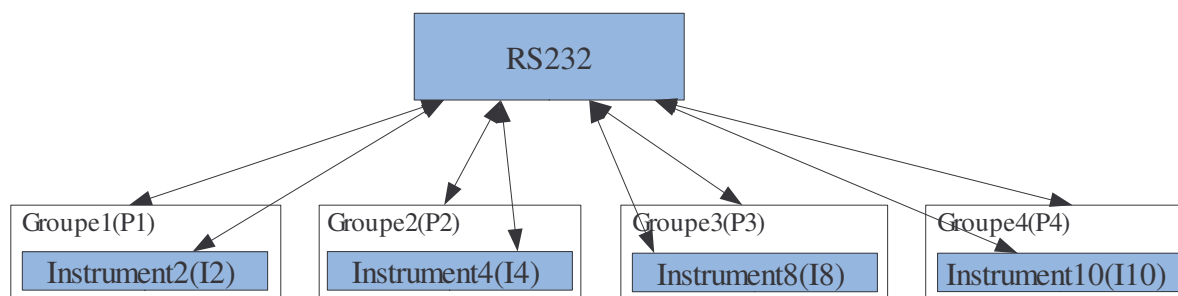 RS232
Groupe1(P1)
Groupe2(P2)
Groupe3(P3)
Groupe4(P4)
Instrument2(I2)
Instrument4(I4)
Instrument8(I8)
Instrument10(I10)